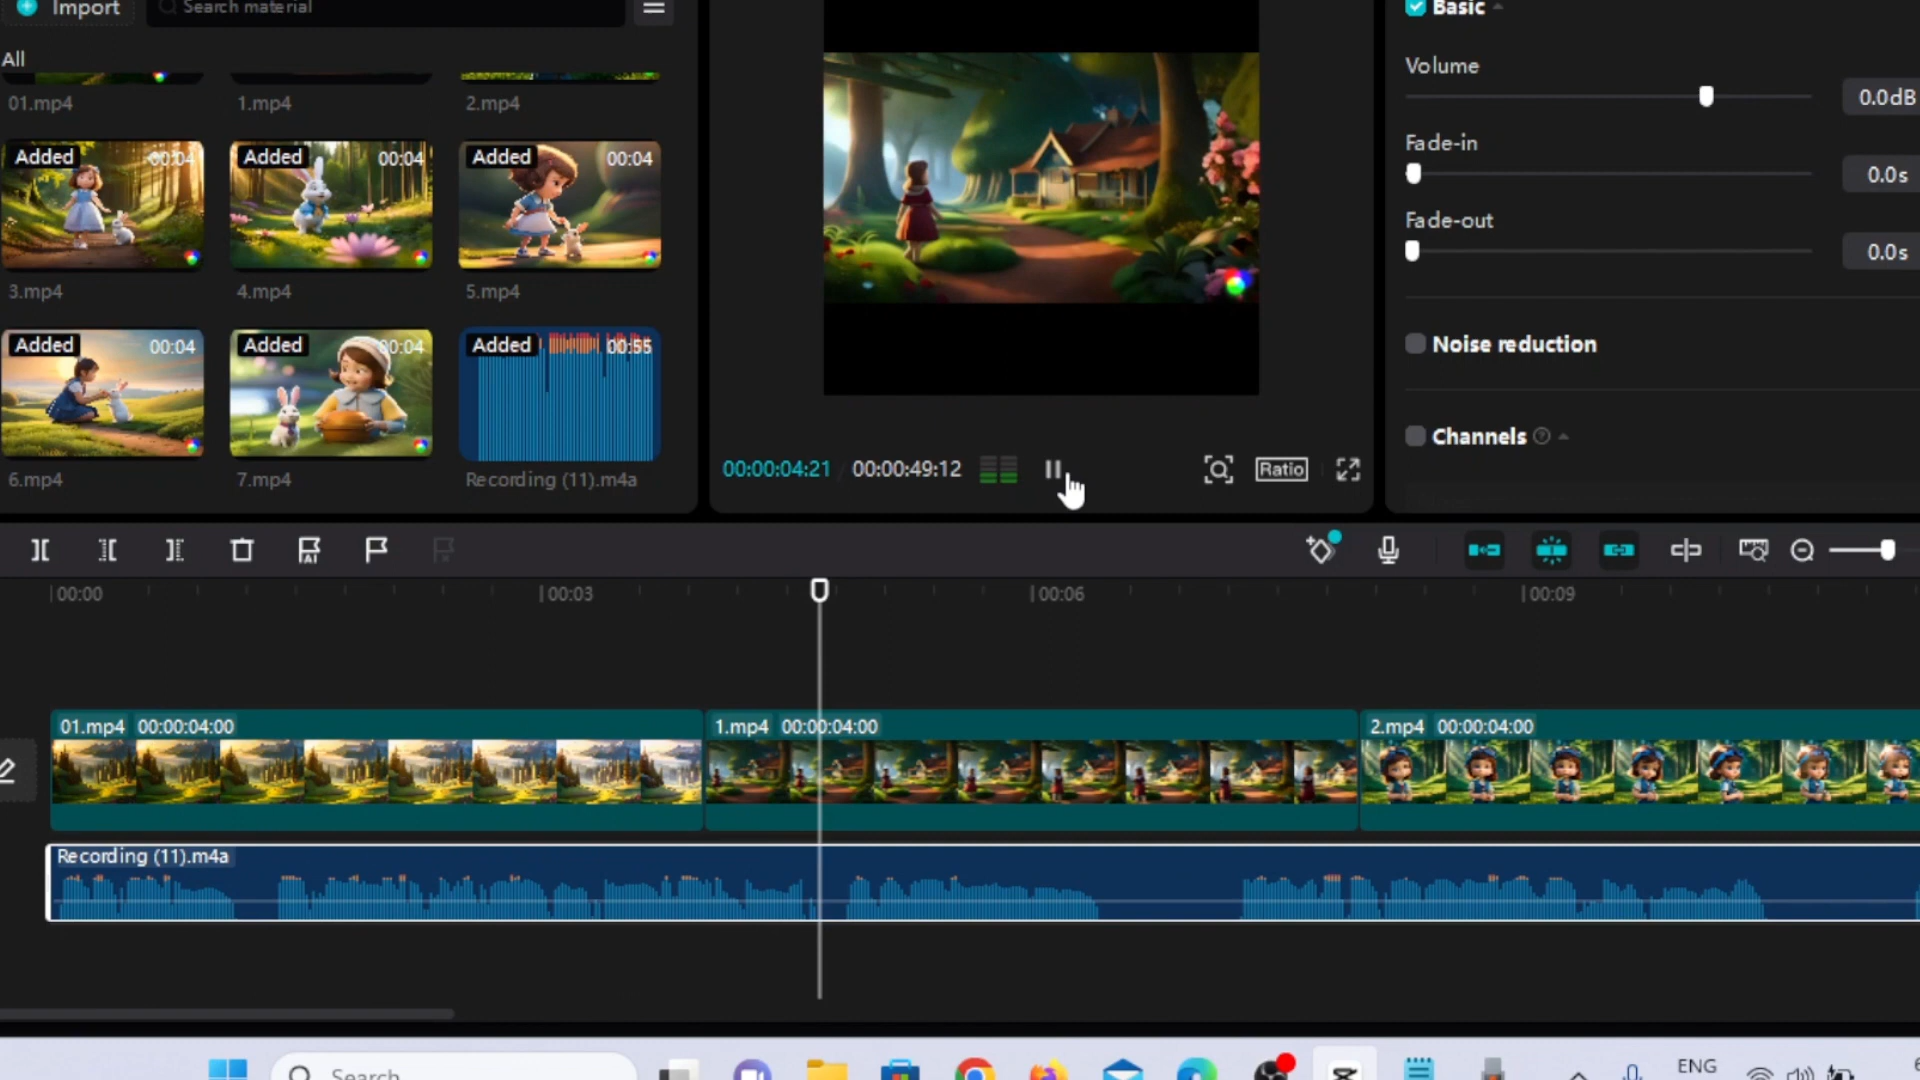 Import
Search material
Basic
All
Volume
0.0dB
01.mp4
1.mp4
2.mp4
Fade-in
0.0s
Added 00:04
Added 00:04
Added 00:04
Fade-out
0.0s
3.mp4
4.mp4
5.mp4
Added 00:04
Added 00:04
Added 00:55
Noise reduction
Channels
6.mp4
7.mp4
Recording (11).m4a
00:00:04:21 / 00:00:49:12
Ratio
AI
00:00
00:03
00:06
00:09
01.mp4 00:00:04:00
1.mp4 00:00:04:00
2.mp4 00:00:04:00
Recording (11).m4a
Search
ENG